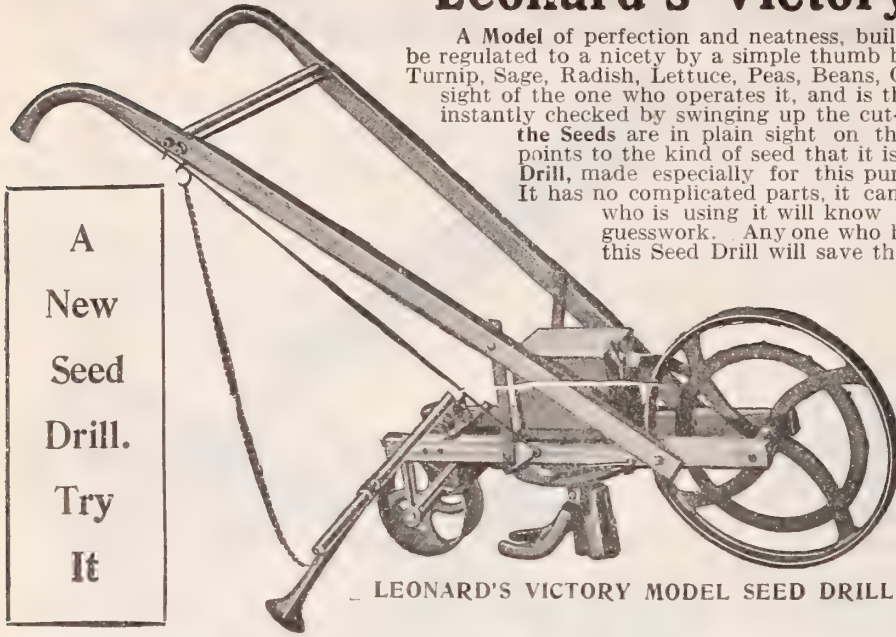 Leonard's Victory
A Model of perfection and neatness, buil
be regulated to a nicety by a simple thumb
Turnip, Sage, Radish, Lettuce, Peas, Beans,
sight of the one who operates it, and is th
instantly checked by swinging up the cut-
the Seeds are in plain sight on th
points to the kind of seed that it is
Drill, made especially for this pur
It has no complicated parts, it can
who is using it will know
guesswork. Any one who
this Seed Drill will save th
A
New
Seed
Drill.
Try
It
LEONARD'S VICTORY MODEL SEED DRILL